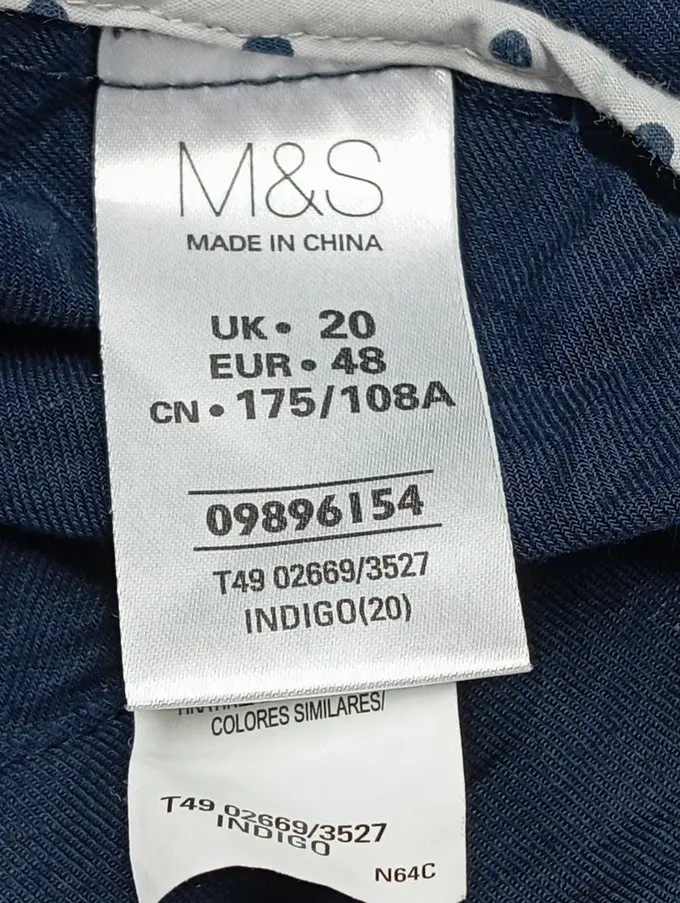 M&S
MADE IN CHINA
UK • 20
EUR • 48
CN • 175/108A
09896154
T49 02669/3527
INDIGO(20)
COLORES SIMILARES/
T49 02669/3527
INDIGO
N64C